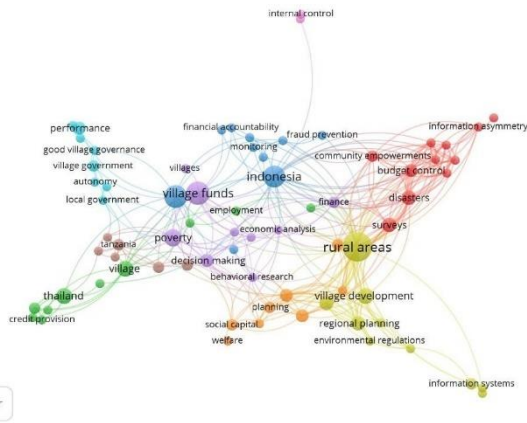 internal control
performance
financial accountability
fraud prevention
information asymmetry
good village governance
monitoring
community empowerments
village government
villages
indonesia
budget control
autonomy
village funds
local government
employment
finance
disasters
economic analysis
surveys
tanzania
poverty
rural areas
village
decision making
behavioral research
thailand
planning
village development
credit provision
social capital
regional planning
welfare
environmental regulations
information systems